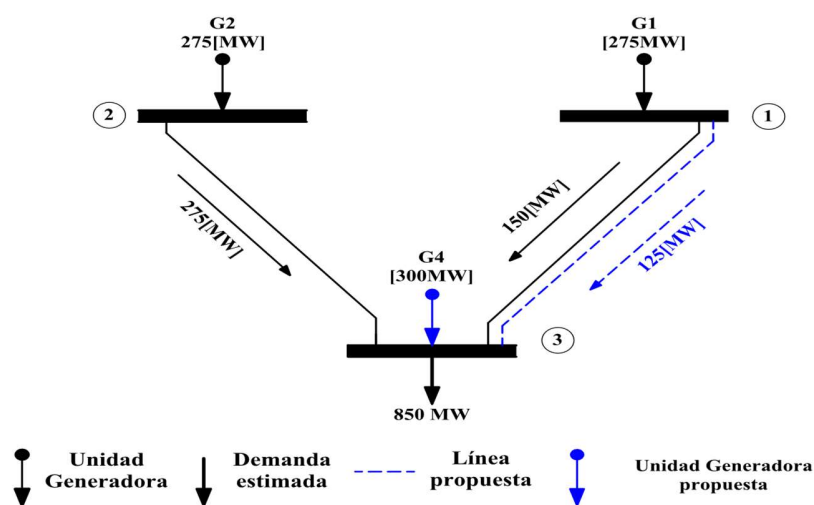 G2
275[MW]
G1
[275MW]
2
1
275[MW]
150[MW]
125[MW]
G4
[300MW]
3
850 MW
Unidad
Generadora
Demanda
estimada
Línea
propuesta
Unidad Generadora
propuesta